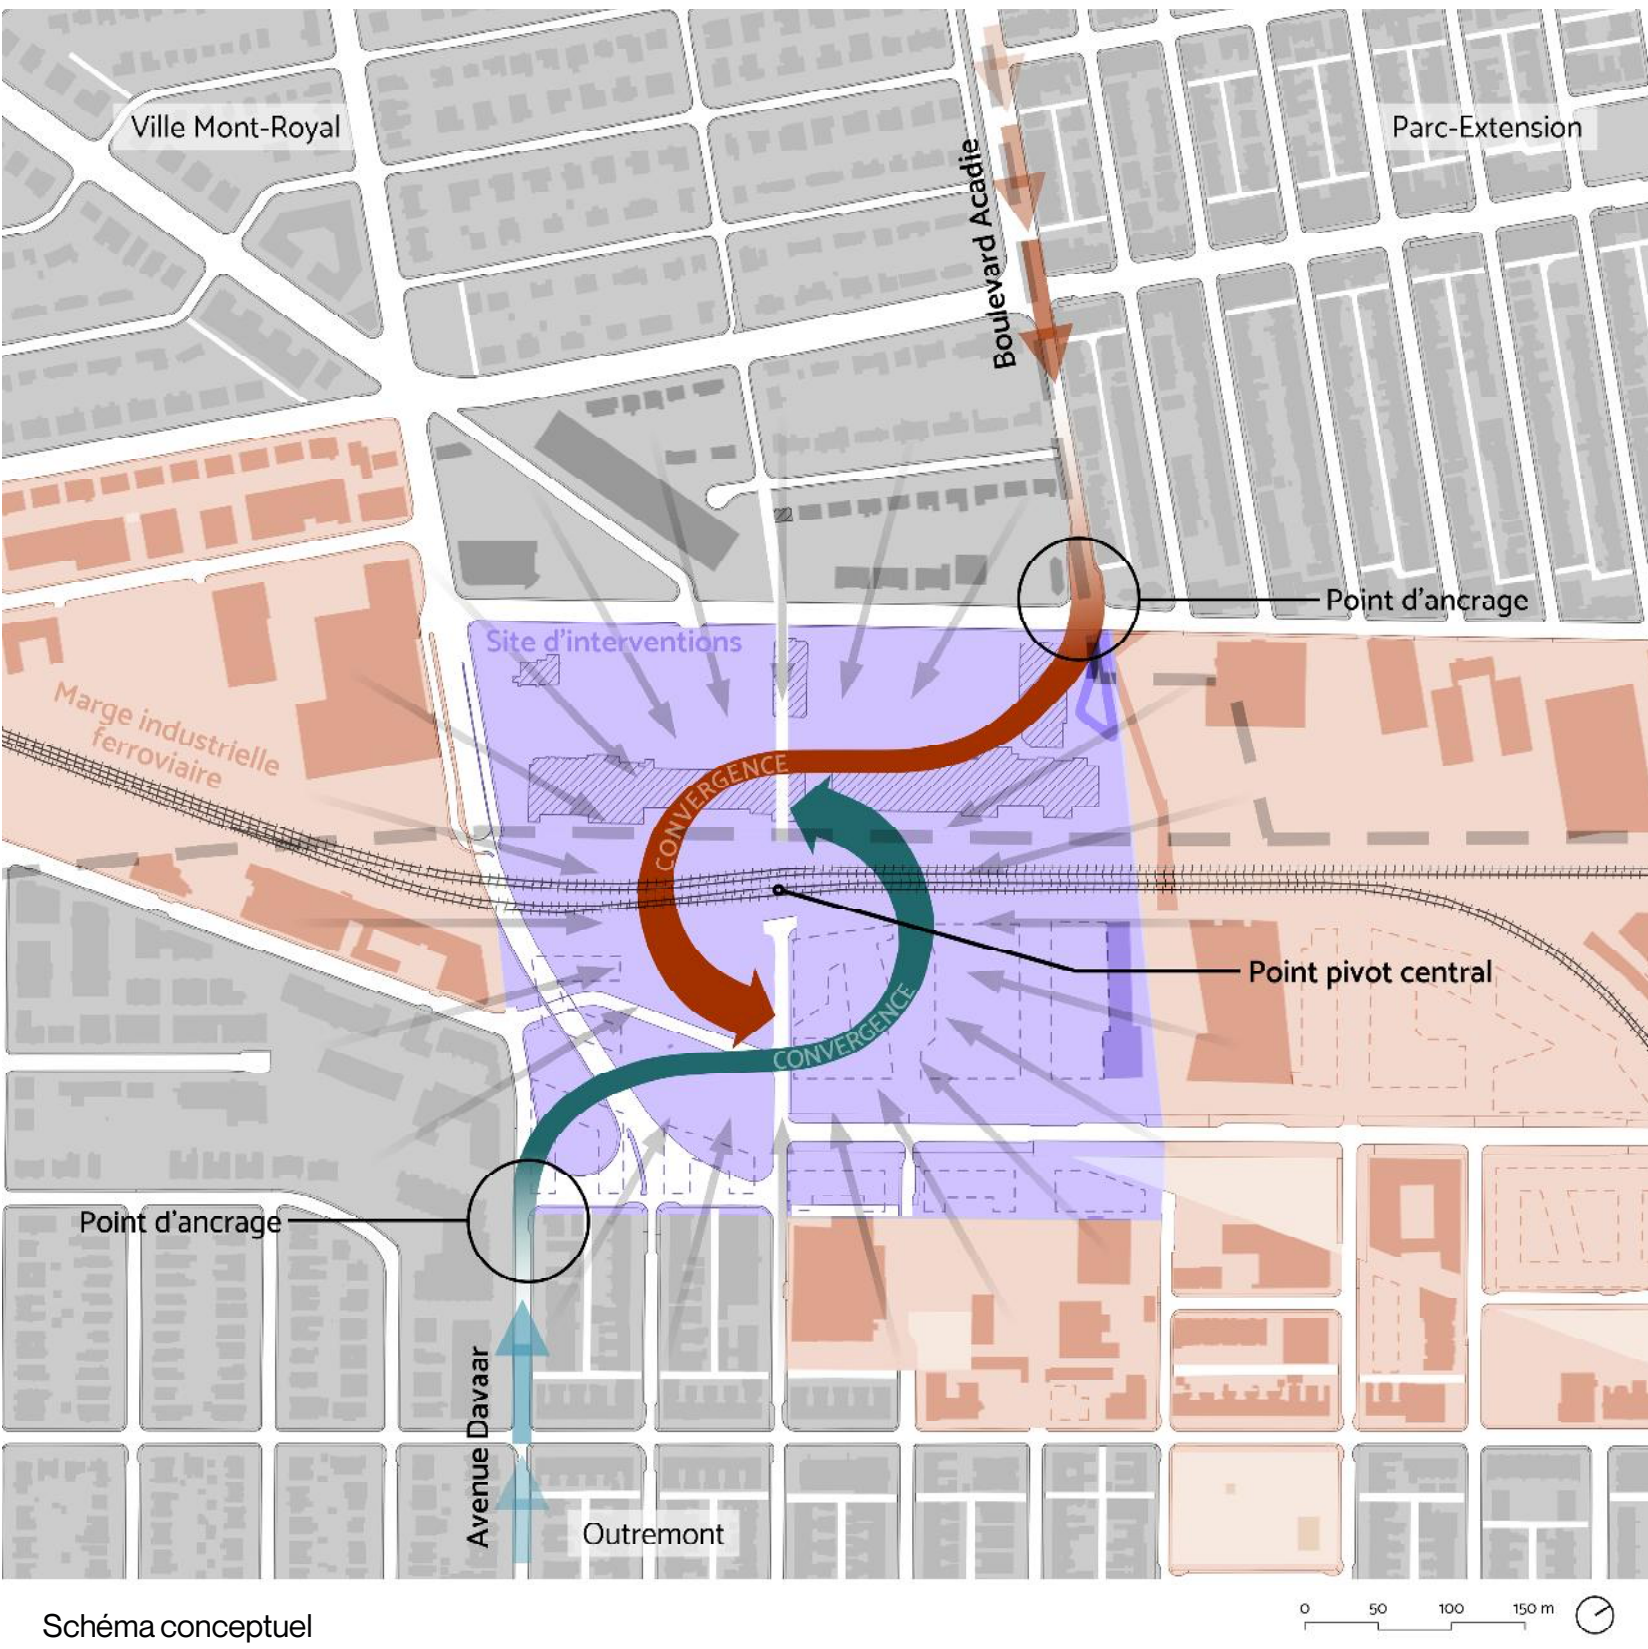 Ville Mont-Royal
Parc-Extension
Boulevard Acadie
Point d'ancrage
Site d'interventions
Marge industrielle
ferroviaire
CONVERGENCE
Point pivot central
CONVERGENCE
Point d'ancrage
Avenue Davaar
Outremont
Schéma conceptuel
0 50 100 150 m